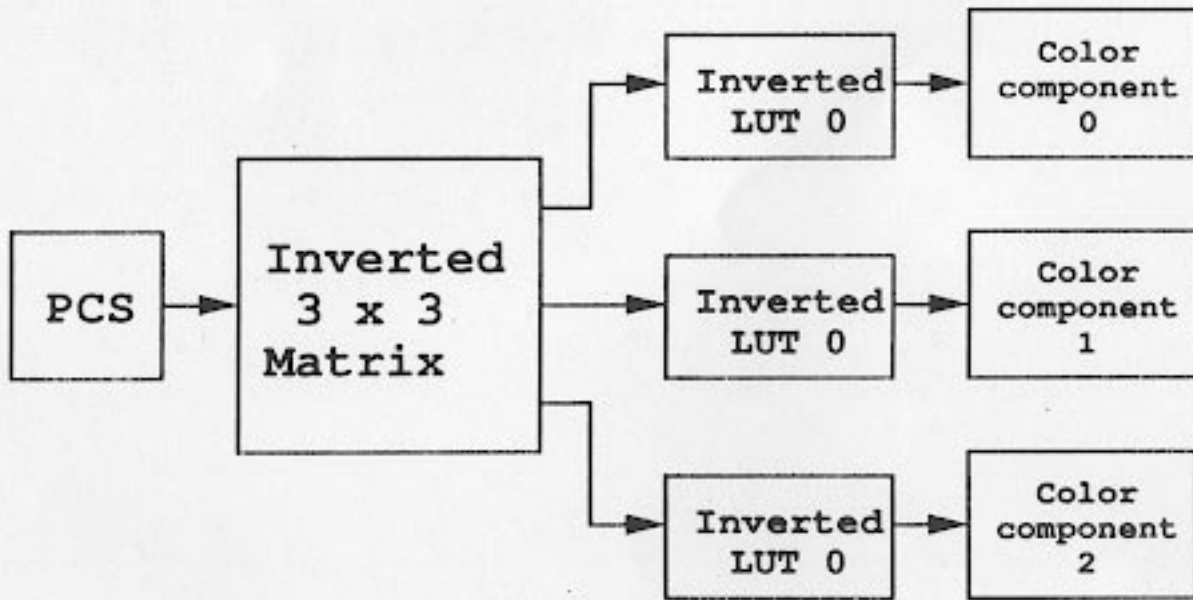 PCS
Inverted
3 x 3
Matrix
Inverted
LUT 0
Color
component
0
Inverted
LUT 0
Color
component
1
Inverted
LUT 0
Color
component
2